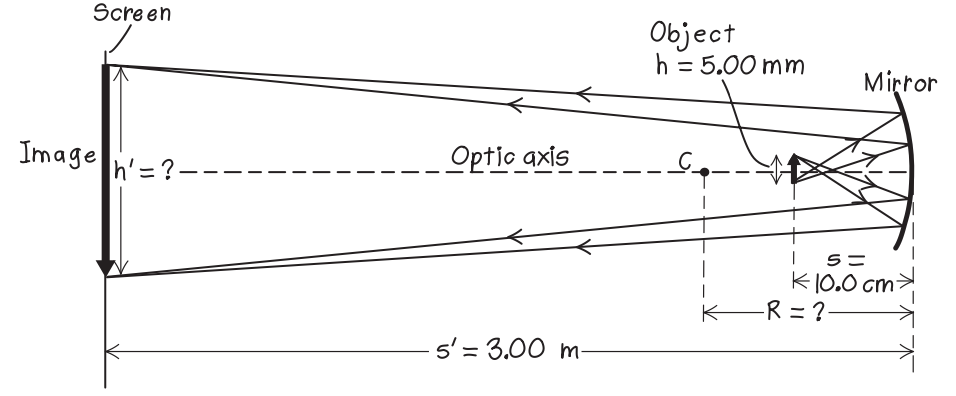 Screen
Object
h = 5.00 mm
Mirror
Image
h′ = ?
Optic axis
C
s =
10.0 cm
R = ?
s′ = 3.00 m